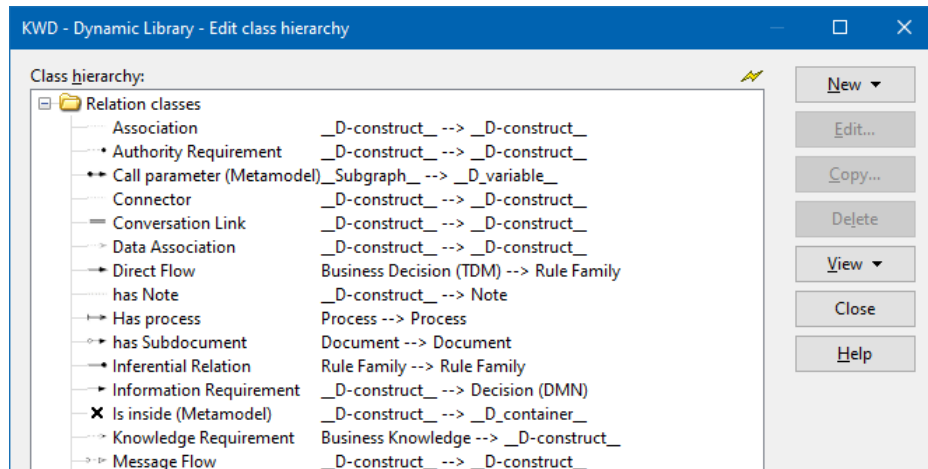 KWD - Dynamic Library - Edit class hierarchy
Class hierarchy:
Relation classes
Association __D-construct__ --> __D-construct__
Authority Requirement __D-construct__ --> __D-construct__
Call parameter (Metamodel) __Subgraph__ --> __D_variable__
Connector __D-construct__ --> __D-construct__
Conversation Link __D-construct__ --> __D-construct__
Data Association __D-construct__ --> __D-construct__
Direct Flow Business Decision (TDM) --> Rule Family
has Note __D-construct__ --> Note
Has process Process --> Process
has Subdocument Document --> Document
Inferential Relation Rule Family --> Rule Family
Information Requirement __D-construct__ --> Decision (DMN)
Is inside (Metamodel) __D-construct__ --> __D_container__
Knowledge Requirement Business Knowledge --> __D-construct__
Message Flow __D-construct__ --> __D-construct__
New
Edit...
Copy...
Delete
View
Close
Help